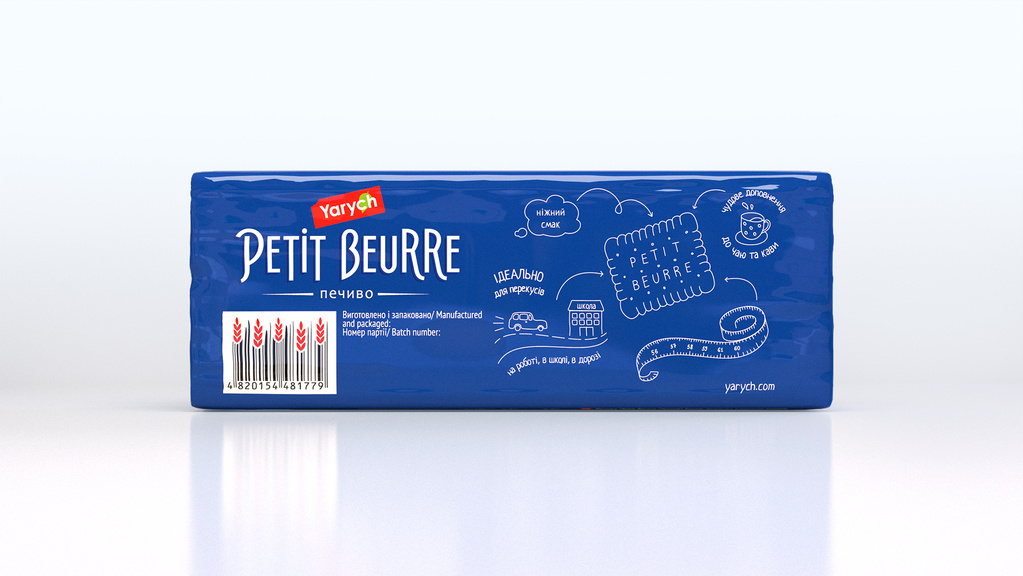 Yarych
PETIT BEURRE
печиво
Виготовлено і запаковано/ Manufactured
and packaged:
Номер партії/ Batch number:
4 820154 481779
ніжний
смак
PETIT
BEURRE
чудове доповнення
до чаю та кави
ІДЕАЛЬНО
для перекусів
школа
на роботі, в школі, в дорозі
yarych.com